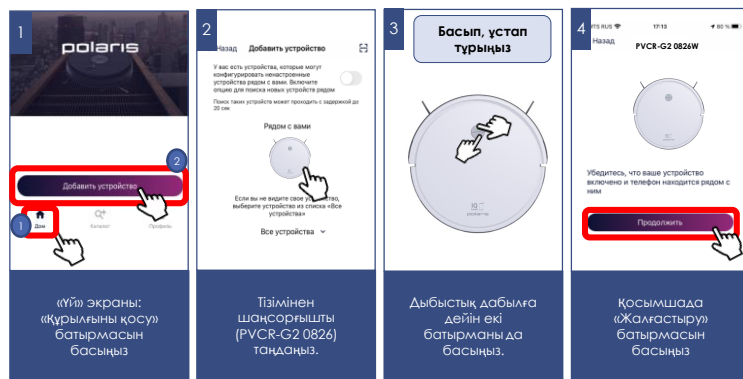 1
polaris
2
Добавить устройство
1
Дом
Каталог
Профиль
«Үй» экраны:
«Құрылғыны қосу»
батырмасын
басыңыз
2
Назад
Добавить устройство
У вас есть устройства, которые могут
конфигурировать ненастроенные
устройства рядом с вами. Включите
опцию для поиска новых устройств рядом
Поиск таких устройств может проходить с задержкой до
20 сек
Рядом с вами
Если вы не видите свое устройство,
выберите устройство из списка «Все
устройства»
Все устройства
Тізімінен
шаңсорғышты
(PVCR-G2 0826)
таңдаңыз.
3
Басып, ұстап
тұрыңыз
IQ
polaris
Дыбыстық дабылға
дейін екі
батырманы да
басыңыз.
4
MTS RUS
17:13
80 %
Назад
PVCR-G2 0826W
Убедитесь, что ваше устройство
включено и телефон находится рядом с
ним
Продолжить
Қосымшада
«Жалғастыру»
батырмасын
басыңыз